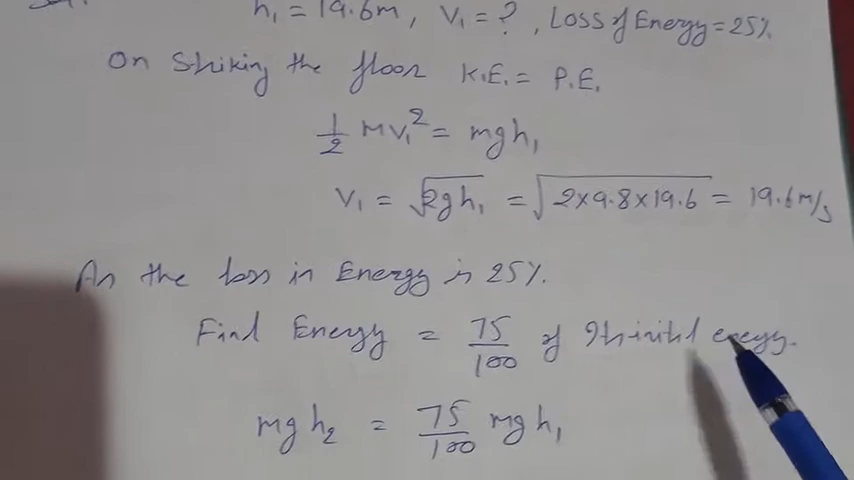 h₁ = 19.6m, V₁ = ?, Loss of Energy = 25%
On Striking the floor K.E. = P.E.
1/2 MV₁² = mgh₁
V₁ = √2gh₁ = √2×9.8×19.6 = 19.6m/s
As the loss in Energy is 25%.
Final Energy = 75/100 of energy.
mgh₂ = 75/100 mgh₁